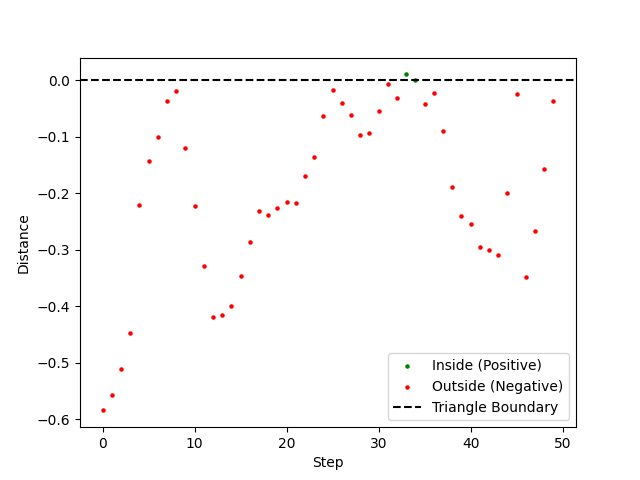 0.0
−0.1
−0.2
−0.3
−0.4
−0.5
−0.6
Distance
Inside (Positive)
Outside (Negative)
Triangle Boundary
0 10 20 30 40 50
Step